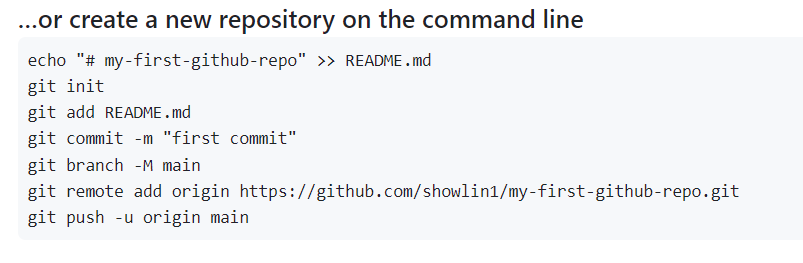 ...or create a new repository on the command line
echo "# my-first-github-repo" >> README.md
git init
git add README.md
git commit -m "first commit"
git branch -M main
git remote add origin https://github.com/showlin1/my-first-github-repo.git
git push -u origin main